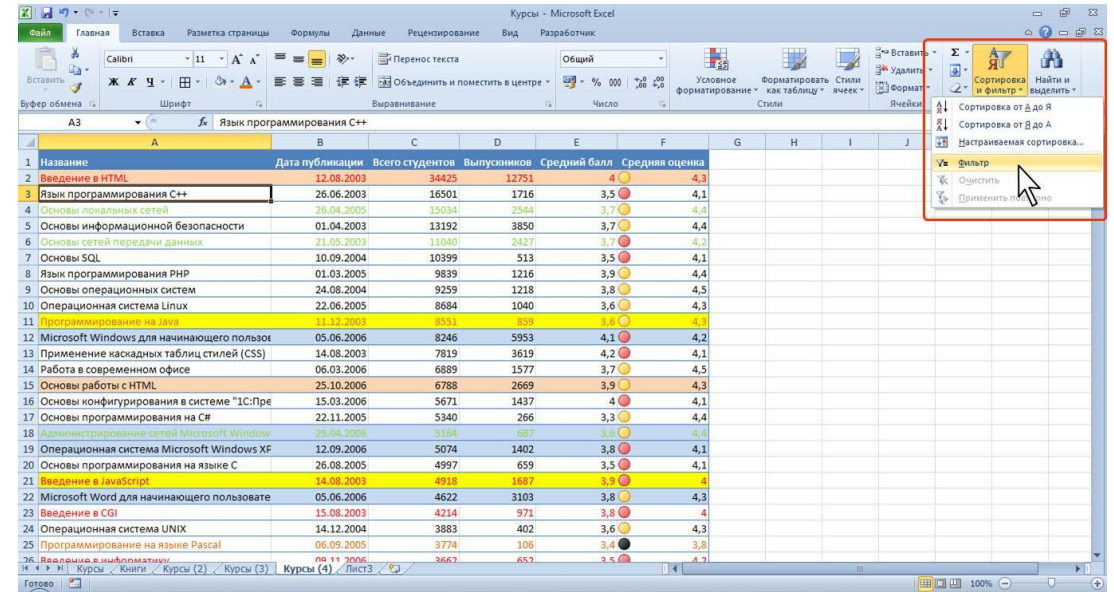 Курсы - Microsoft Excel
Файл Главная Вставка Разметка страницы Формулы Данные Рецензирование Вид Разработчик
Вставить Calibri 11 Ж К Ч Перенос текста Объединить и поместить в центре Общий % 000 Условное форматирование Форматировать как таблицу Стили ячеек Вставить Удалить Формат Σ Сортировка и фильтр Найти и выделить
Буфер обмена Шрифт Выравнивание Число Стили Ячейки
Сортировка от А до Я
Сортировка от Я до А
Настраиваемая сортировка...
Фильтр
Очистить
A3 fx Язык программирования C++
A B C D E F G H I J
1 Название Дата публикации Всего студентов Выпускников Средний балл Средняя оценка
2 Введение в HTML 12.08.2003 34425 12751 4 4,3
3 Язык программирования C++ 26.06.2003 16501 1716 3,5 4,1
4 Основы локальных сетей 26.04.2005 15034 2544 3,7 4,4
5 Основы информационной безопасности 01.04.2003 13192 3850 3,7 4,4
6 Основы сетей передачи данных 21.05.2003 11040 2427 3,7 4,2
7 Основы SQL 10.09.2004 10399 513 3,5 4,1
8 Язык программирования PHP 01.03.2005 9839 1216 3,9 4,4
9 Основы операционных систем 24.08.2004 9259 1218 3,8 4,5
10 Операционная система Linux 22.06.2005 8684 1040 3,6 4,3
11 Программирование на Java 11.12.2003 8551 859 3,6 4,3
12 Microsoft Windows для начинающего пользов 05.06.2006 8246 5953 4,1 4,2
13 Применение каскадных таблиц стилей (CSS) 14.08.2003 7819 3619 4,2 4,1
14 Работа в современном офисе 06.03.2006 6889 1577 3,7 4,5
15 Основы работы с HTML 25.10.2006 6788 2669 3,9 4,3
16 Основы конфигурирования в системе "1С:Пре 15.03.2006 5671 1437 4 4,1
17 Основы программирования на C# 22.11.2005 5340 266 3,3 4,4
18 Администрирование сетей Microsoft Window 29.04.2006 5164 687 3,6 4,4
19 Операционная система Microsoft Windows XP 12.09.2006 5074 1402 3,8 4,1
20 Основы программирования на языке C 26.08.2005 4997 659 3,5 4,1
21 Введение в JavaScript 14.08.2003 4918 1687 3,9 4
22 Microsoft Word для начинающего пользовате 05.06.2006 4622 3103 3,8 4,3
23 Введение в CGI 15.08.2003 4214 971 3,8 4
24 Операционная система UNIX 14.12.2004 3883 402 3,6 4,3
25 Программирование на языке Pascal 06.09.2005 3774 106 3,4 3,8
26 Введение в информатику 09.11.2006 3662 652 3,5 4,2
Курсы Книги Курсы (2) Курсы (3) Курсы (4) Лист3
Готово 100%